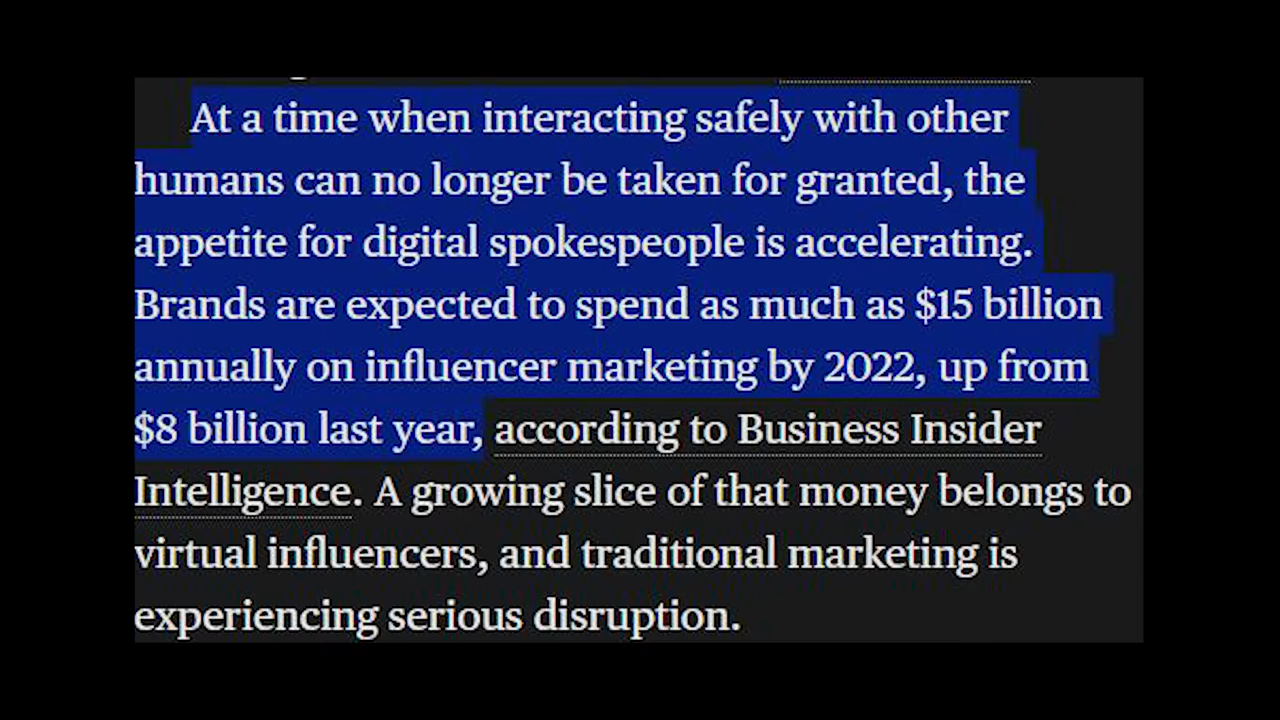 At a time when interacting safely with other
humans can no longer be taken for granted, the
appetite for digital spokespeople is accelerating.
Brands are expected to spend as much as $15 billion
annually on influencer marketing by 2022, up from
$8 billion last year, according to Business Insider
Intelligence. A growing slice of that money belongs to
virtual influencers, and traditional marketing is
experiencing serious disruption.